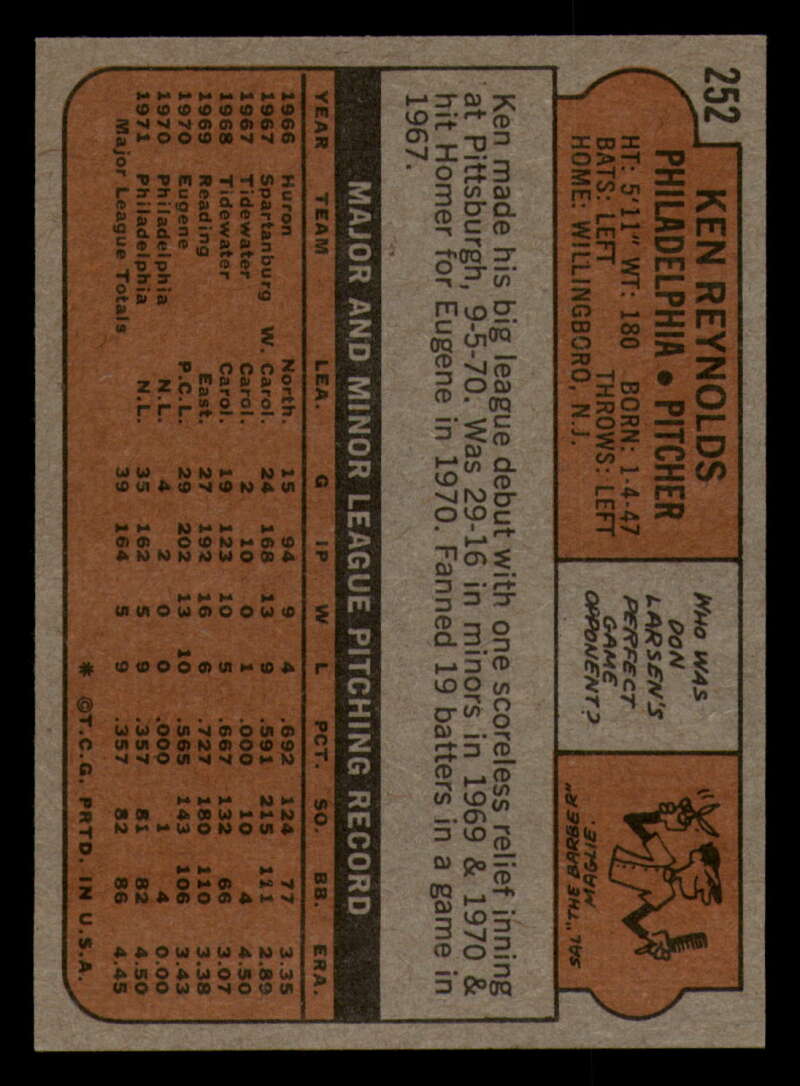 252
KEN REYNOLDS
PHILADELPHIA • PITCHER
HT: 5'11" WT: 180 BORN: 1-4-47
BATS: LEFT THROWS: LEFT
HOME: WILLINGBORO, N.J.
WHO WAS
DON
LARSEN'S
PERFECT
GAME
OPPONENT?
SAL "THE BARBER"
MAGLIE.
Ken made his big league debut with one scoreless relief inning
at Pittsburgh, 9-5-70. Was 29-16 in minors in 1969 & 1970 &
hit Homer for Eugene in 1970. Fanned 19 batters in a game in
1967.
MAJOR AND MINOR LEAGUE PITCHING RECORD
YEAR TEAM LEA. G IP W L PCT. SO. BB. ERA.
1966 Huron North. 15 94 9 4 .692 124 77 3.35
1967 Spartanburg W. Carol. 24 168 13 9 .591 215 111 2.89
1967 Tidewater Carol. 2 10 0 1 .000 10 4 4.50
1968 Tidewater Carol. 19 123 10 5 .667 132 66 3.07
1969 Reading East. 27 192 16 6 .727 180 110 3.38
1970 Eugene P.C.L. 29 202 13 10 .565 143 106 3.43
1970 Philadelphia N.L. 4 2 0 0 .000 1 4 0.00
1971 Philadelphia N.L. 35 162 5 9 .357 81 82 4.50
Major League Totals 39 164 5 9 .357 82 86 4.45
* ©T.C.G. PRTD. IN U.S.A.